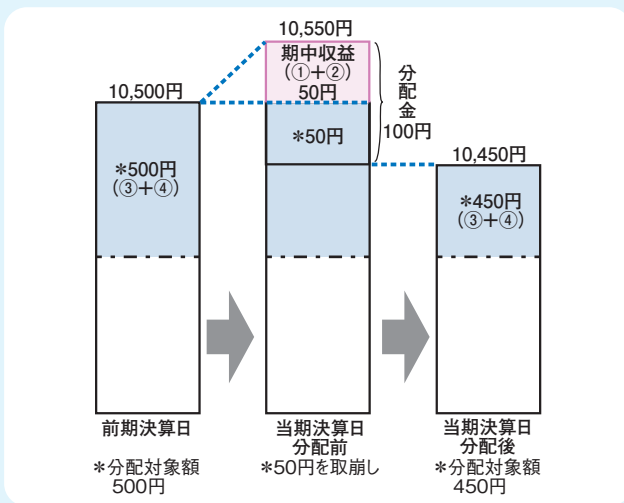 10,550円
期中収益
(①+②)
50円
分配金
100円
10,500円
*50円
10,450円
*500円
(③+④)
*450円
(③+④)
前期決算日
当期決算日
分配前
当期決算日
分配後
*分配対象額
500円
*50円を取崩し
*分配対象額
450円